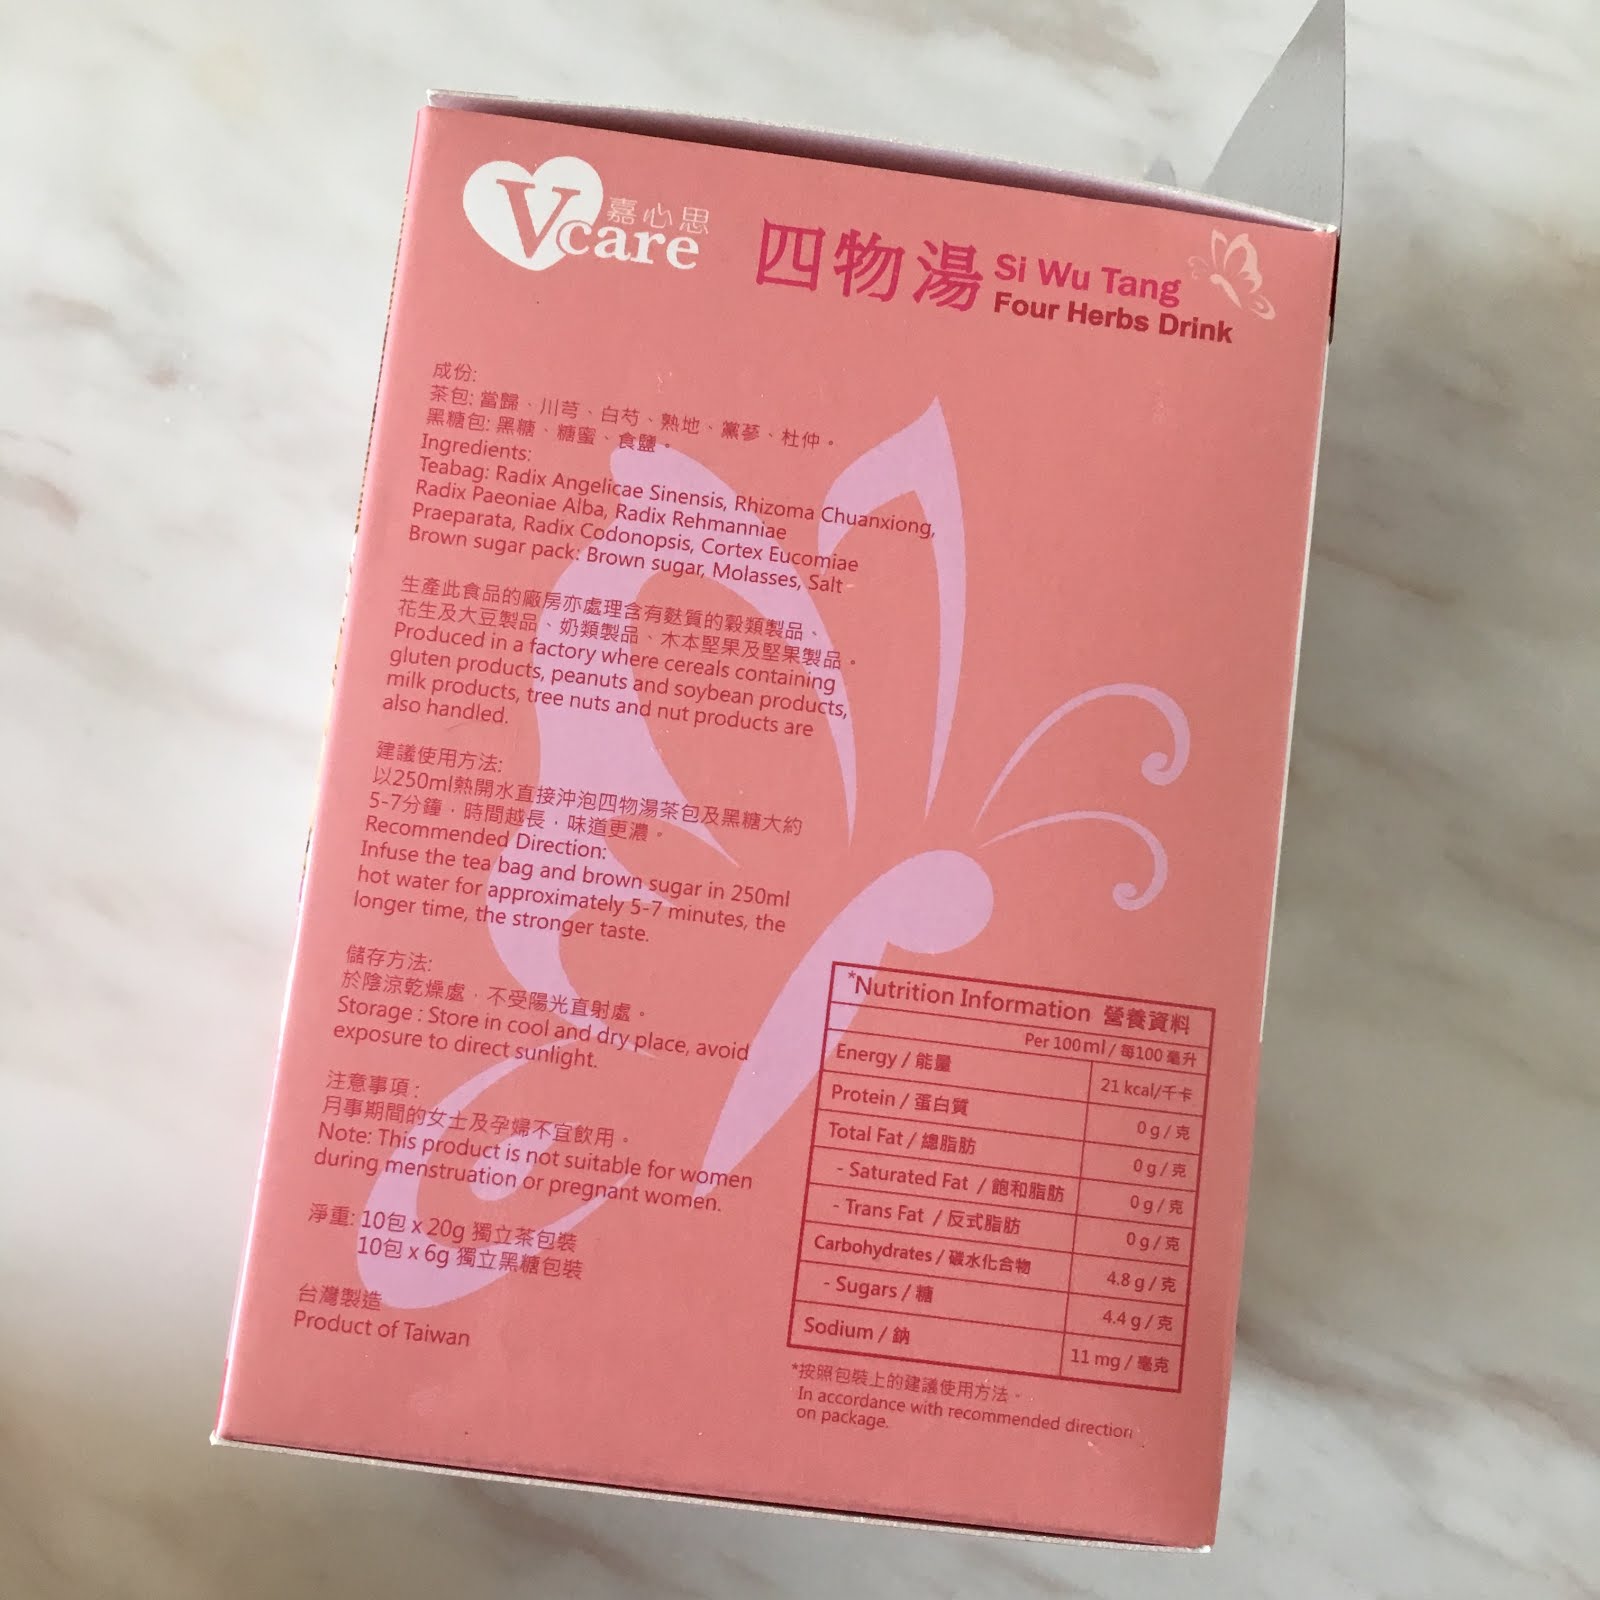 Vcare 嘉心思
四物湯 Si Wu Tang
Four Herbs Drink
成份:
茶包: 當歸、川芎、白芍、熟地、黨蔘、杜仲。
黑糖包: 黑糖、糖蜜、食鹽。
Ingredients:
Teabag: Radix Angelicae Sinensis, Rhizoma Chuanxiong,
Radix Paeoniae Alba, Radix Rehmanniae
Praeparata, Radix Codonopsis, Cortex Eucomiae
Brown sugar pack: Brown sugar, Molasses, Salt
生產此食品的廠房亦處理含有麩質的穀類製品、
花生及大豆製品、奶類製品、木本堅果及堅果製品。
Produced in a factory where cereals containing
gluten products, peanuts and soybean products,
milk products, tree nuts and nut products are
also handled.
建議使用方法:
以250ml熱開水直接沖泡四物湯茶包及黑糖大約
5-7分鐘，時間越長，味道更濃。
Recommended Direction:
Infuse the tea bag and brown sugar in 250ml
hot water for approximately 5-7 minutes, the
longer time, the stronger taste.
儲存方法:
於陰涼乾燥處，不受陽光直射處。
Storage : Store in cool and dry place, avoid
exposure to direct sunlight.
注意事項 :
月事期間的女士及孕婦不宜飲用。
Note: This product is not suitable for women
during menstruation or pregnant women.
淨重: 10包 x 20g 獨立茶包裝
10包 x 6g 獨立黑糖包裝
台灣製造
Product of Taiwan
*Nutrition Information 營養資料
Per 100ml / 每100 毫升
Energy / 能量 21 kcal/千卡
Protein / 蛋白質 0 g / 克
Total Fat / 總脂肪 0 g / 克
- Saturated Fat / 飽和脂肪 0 g / 克
- Trans Fat / 反式脂肪 0 g / 克
Carbohydrates / 碳水化合物 4.8 g / 克
- Sugars / 糖 4.4 g / 克
Sodium / 鈉 11 mg / 毫克
*按照包裝上的建議使用方法。
In accordance with recommended direction
on package.